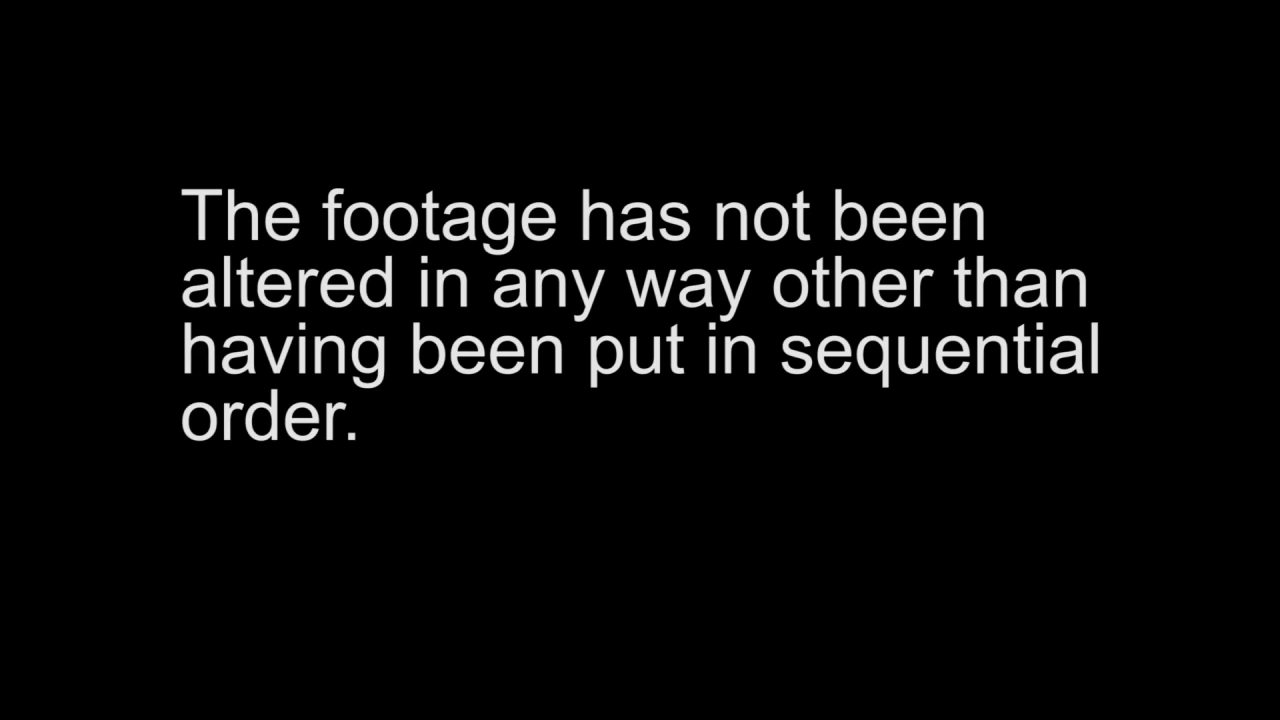 The footage has not been
altered in any way other than
having been put in sequential
order.